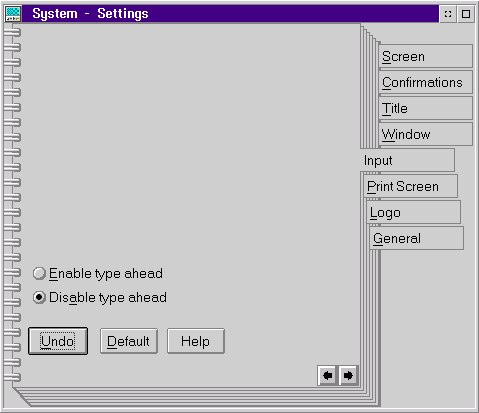 System - Settings
Screen
Confirmations
Title
Window
Input
Print Screen
Logo
General
Enable type ahead
Disable type ahead
Undo Default Help